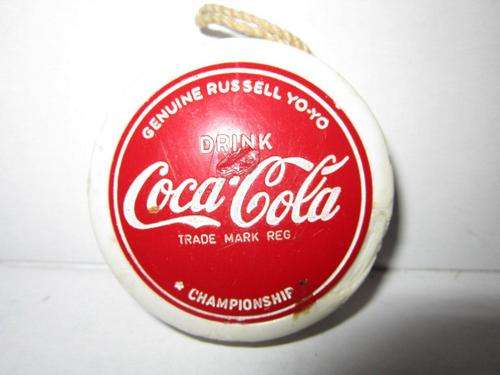 GENUINE RUSSELL YO-YO
DRINK
Coca-Cola
TRADE MARK REG
★ CHAMPIONSHIP